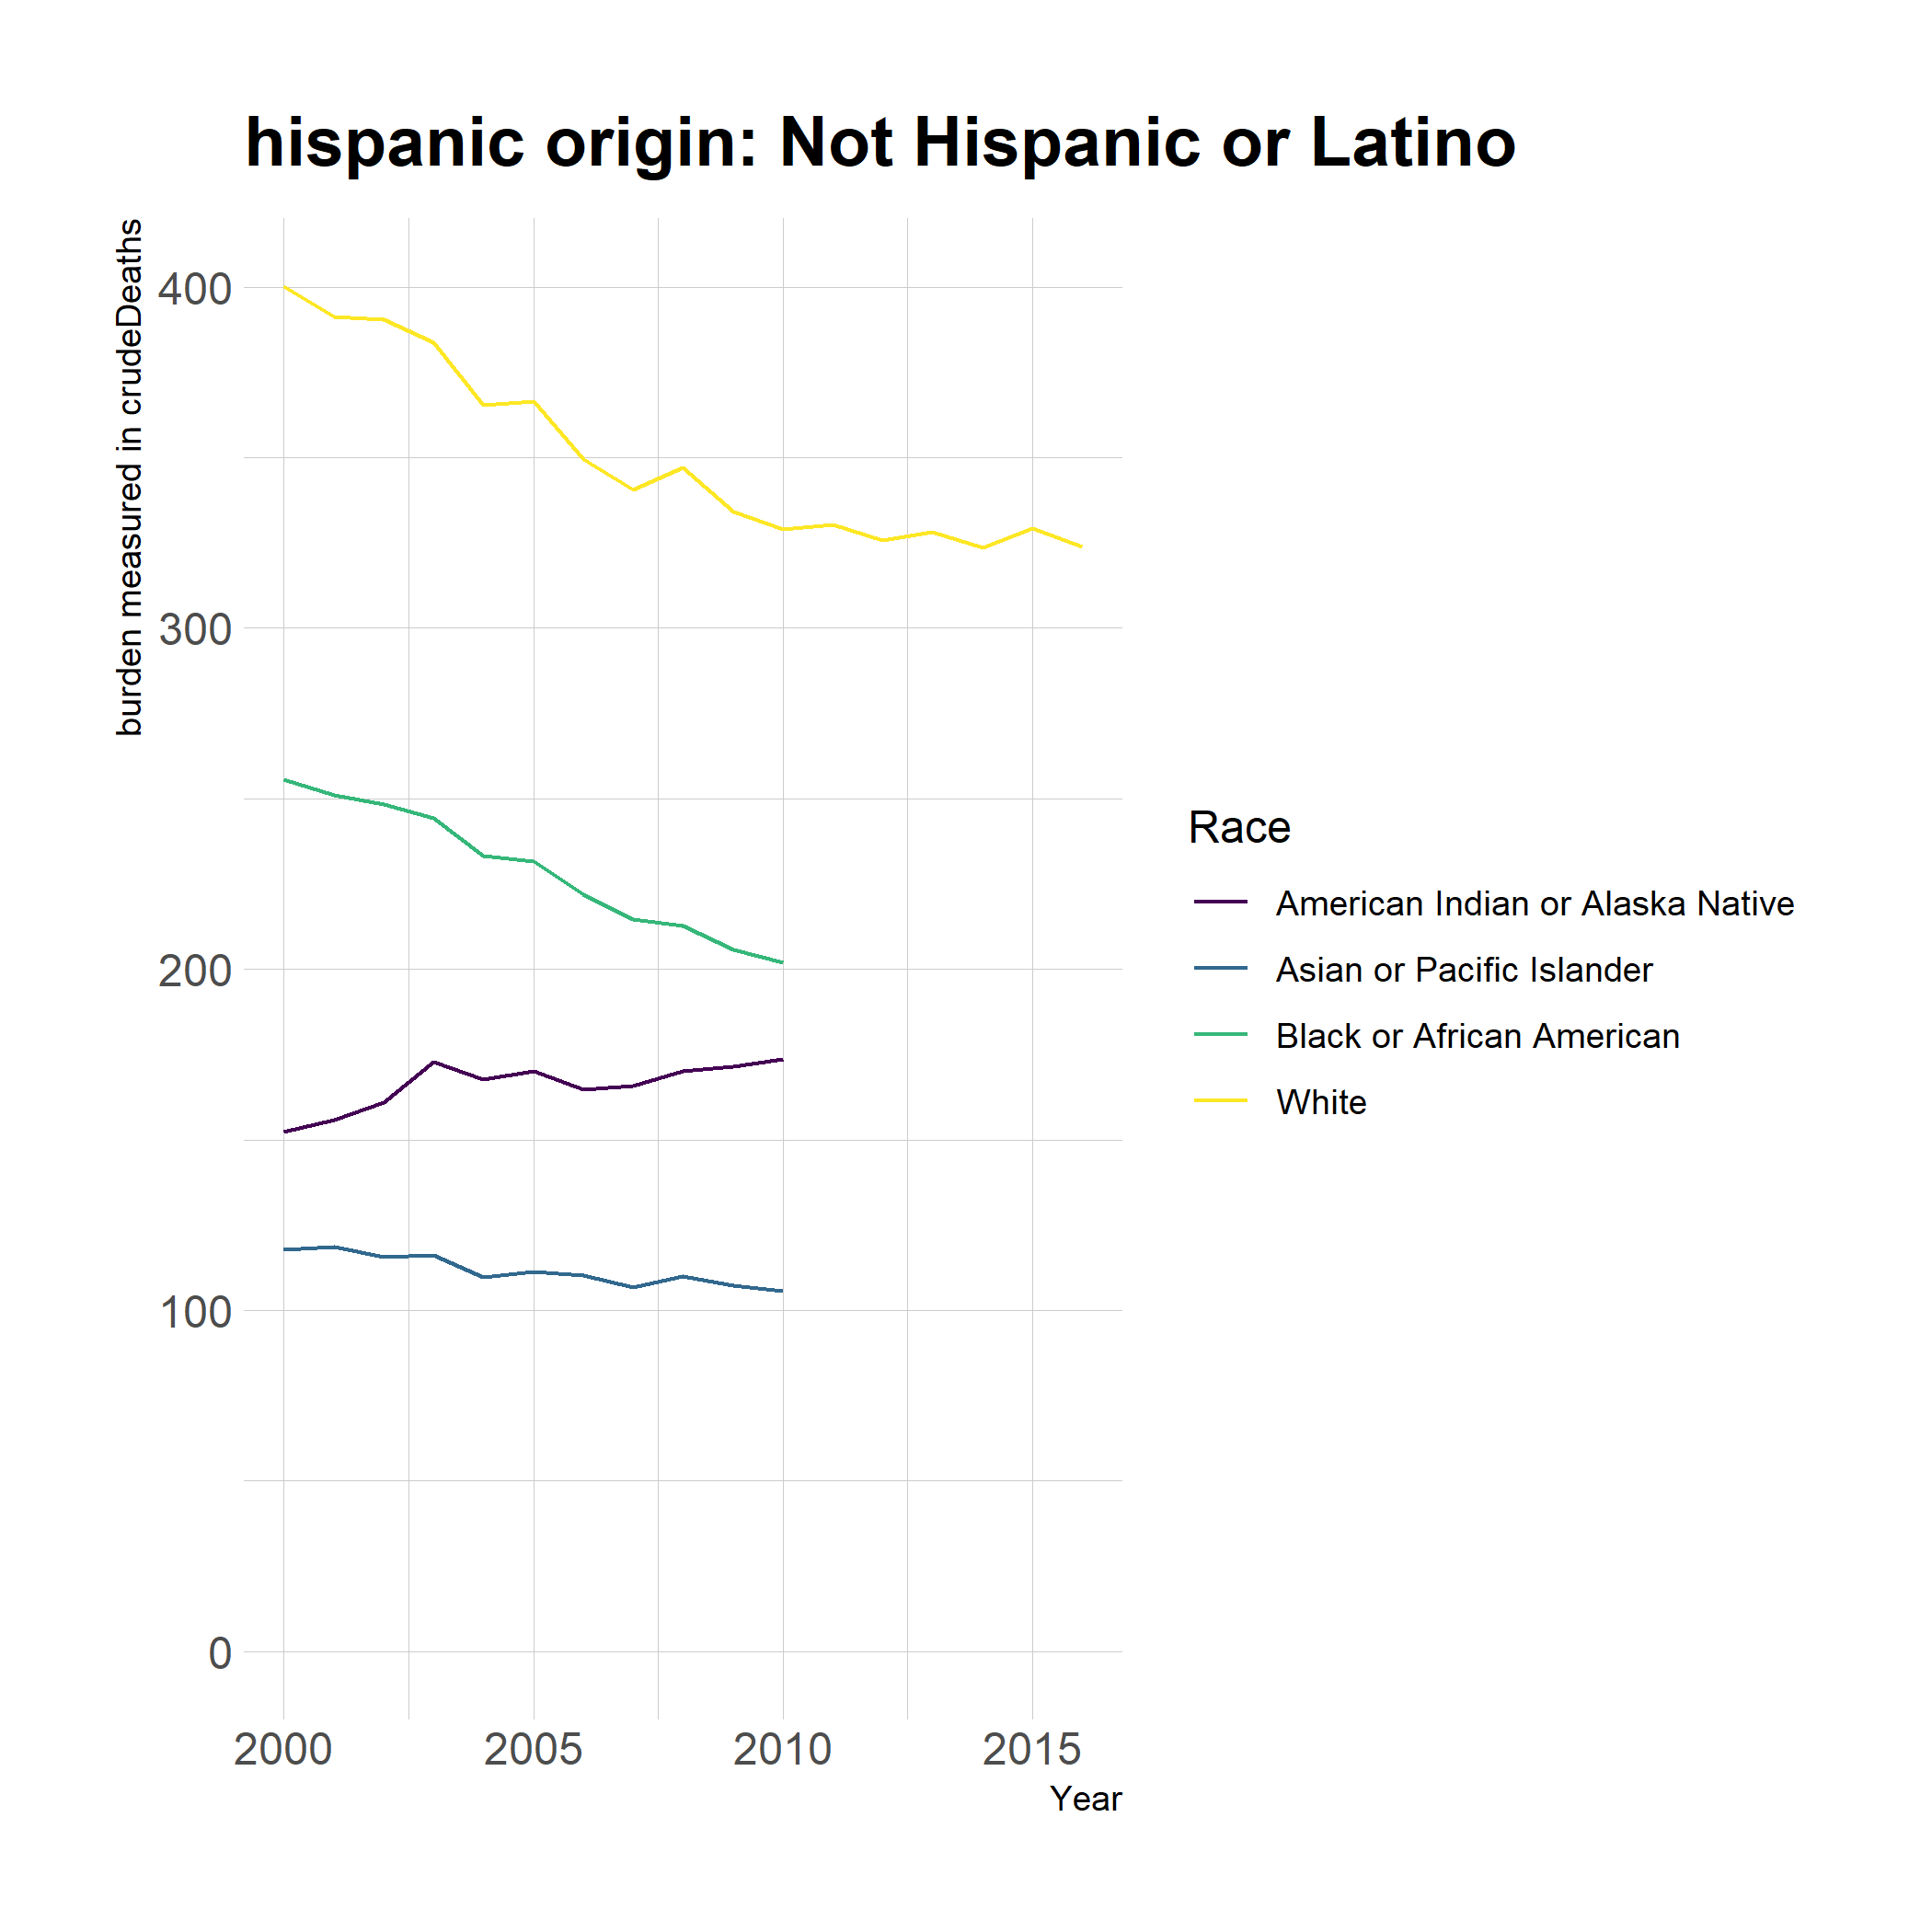 hispanic origin: Not Hispanic or Latino
burden measured in crudeDeaths
400
300
200
100
0
2000
2005
2010
2015
Year
Race
American Indian or Alaska Native
Asian or Pacific Islander
Black or African American
White